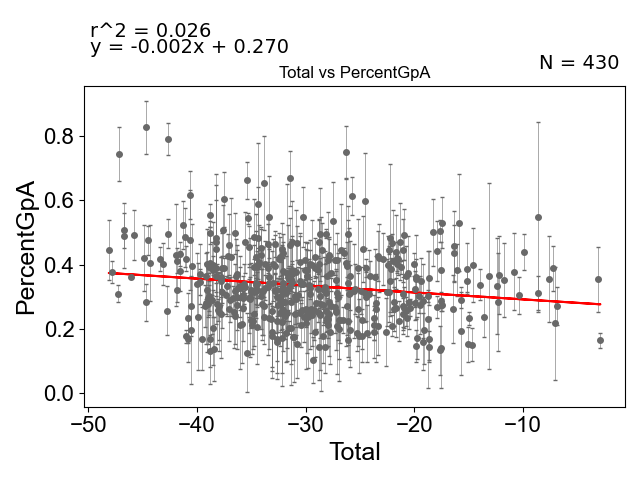 r^2 = 0.026
y = -0.002x + 0.270
N = 430
Total vs PercentGpA
PercentGpA
0.8
0.6
0.4
0.2
0.0
−50 −40 −30 −20 −10
Total